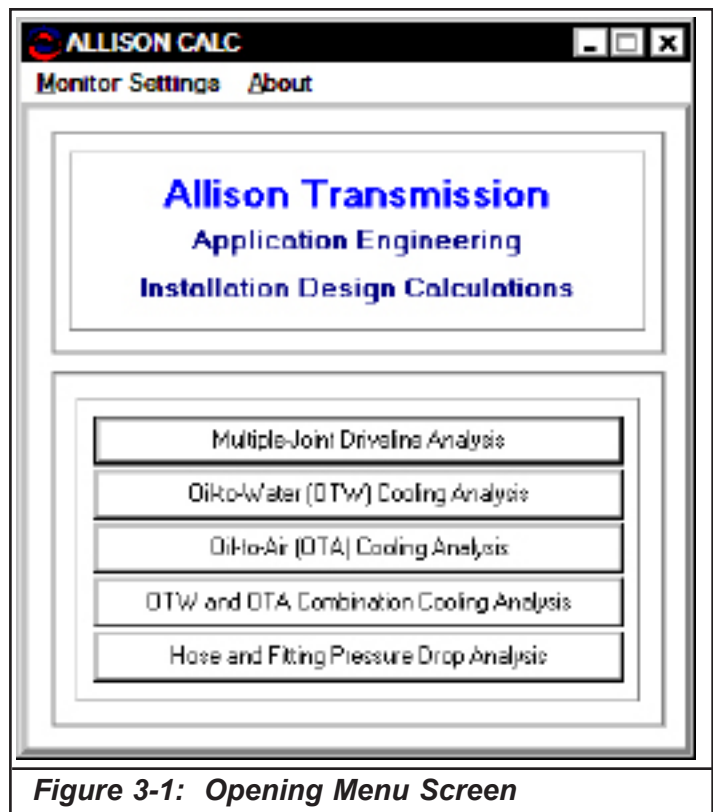 ALLISON CALC
Monitor Settings About
Allison Transmission
Application Engineering
Installation Design Calculations
Multiple-Joint Driveline Analysis
Oil-to-Water (OTW) Cooling Analysis
Oil-to-Air (OTA) Cooling Analysis
OTW and OTA Combination Cooling Analysis
Hose and Fitting Pressure Drop Analysis
Figure 3-1: Opening Menu Screen